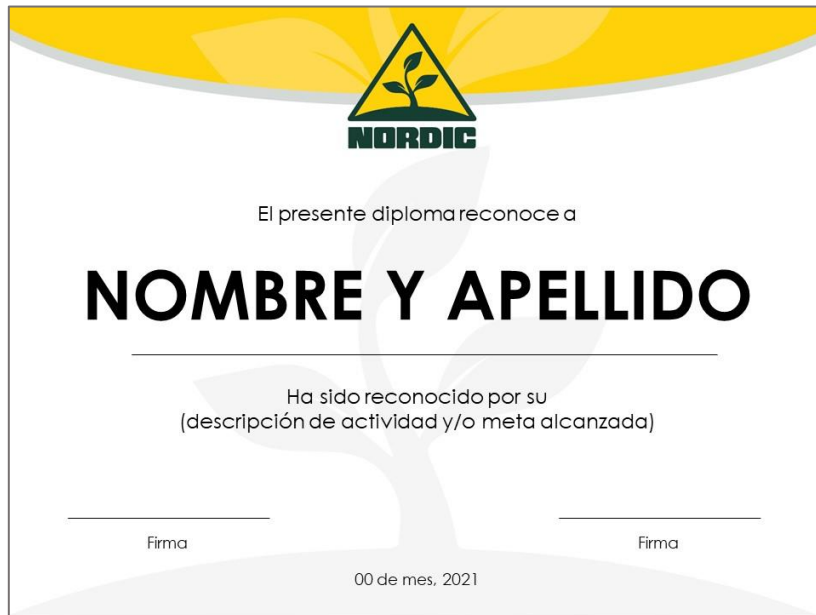 NORDIC
El presente diploma reconoce a
NOMBRE Y APELLIDO
Ha sido reconocido por su
(descripción de actividad y/o meta alcanzada)
Firma
Firma
00 de mes, 2021